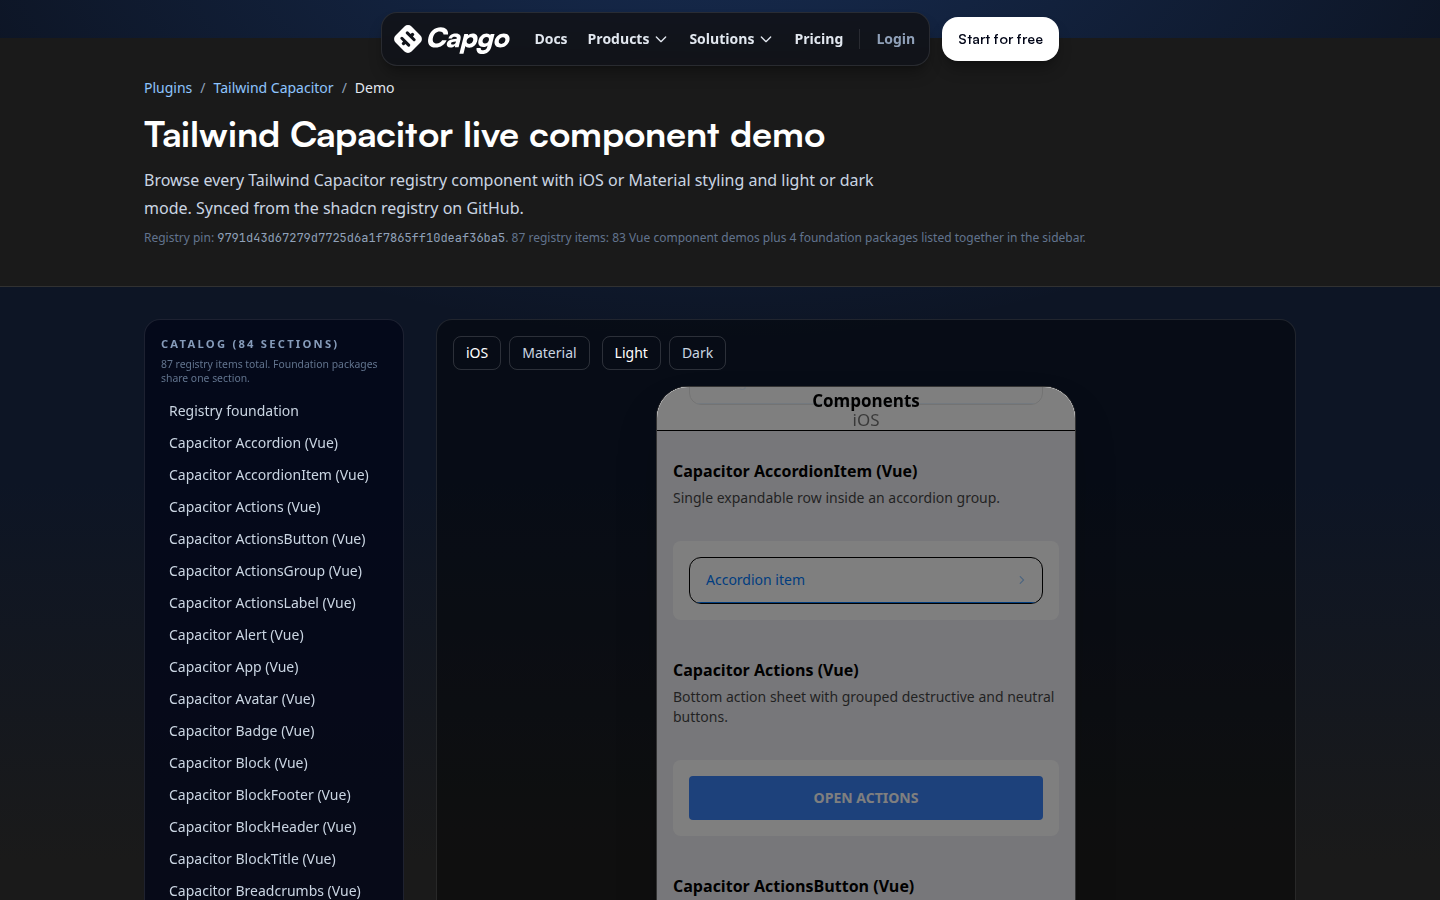 Capgo
Docs
Products
Solutions
Pricing
Login
Start for free
Plugins / Tailwind Capacitor / Demo
Tailwind Capacitor live component demo
Browse every Tailwind Capacitor registry component with iOS or Material styling and light or dark
mode. Synced from the shadcn registry on GitHub.
Registry pin: 9791d43d67279d7725d6a1f7865ff10deaf36ba5. 87 registry items: 83 Vue component demos plus 4 foundation packages listed together in the sidebar.
CATALOG (84 SECTIONS)
87 registry items total. Foundation packages
share one section.
Registry foundation
Capacitor Accordion (Vue)
Capacitor AccordionItem (Vue)
Capacitor Actions (Vue)
Capacitor ActionsButton (Vue)
Capacitor ActionsGroup (Vue)
Capacitor ActionsLabel (Vue)
Capacitor Alert (Vue)
Capacitor App (Vue)
Capacitor Avatar (Vue)
Capacitor Badge (Vue)
Capacitor Block (Vue)
Capacitor BlockFooter (Vue)
Capacitor BlockHeader (Vue)
Capacitor BlockTitle (Vue)
Capacitor Breadcrumbs (Vue)
iOS
Material
Light
Dark
Components
iOS
Capacitor AccordionItem (Vue)
Single expandable row inside an accordion group.
Accordion item
Capacitor Actions (Vue)
Bottom action sheet with grouped destructive and neutral
buttons.
OPEN ACTIONS
Capacitor ActionsButton (Vue)